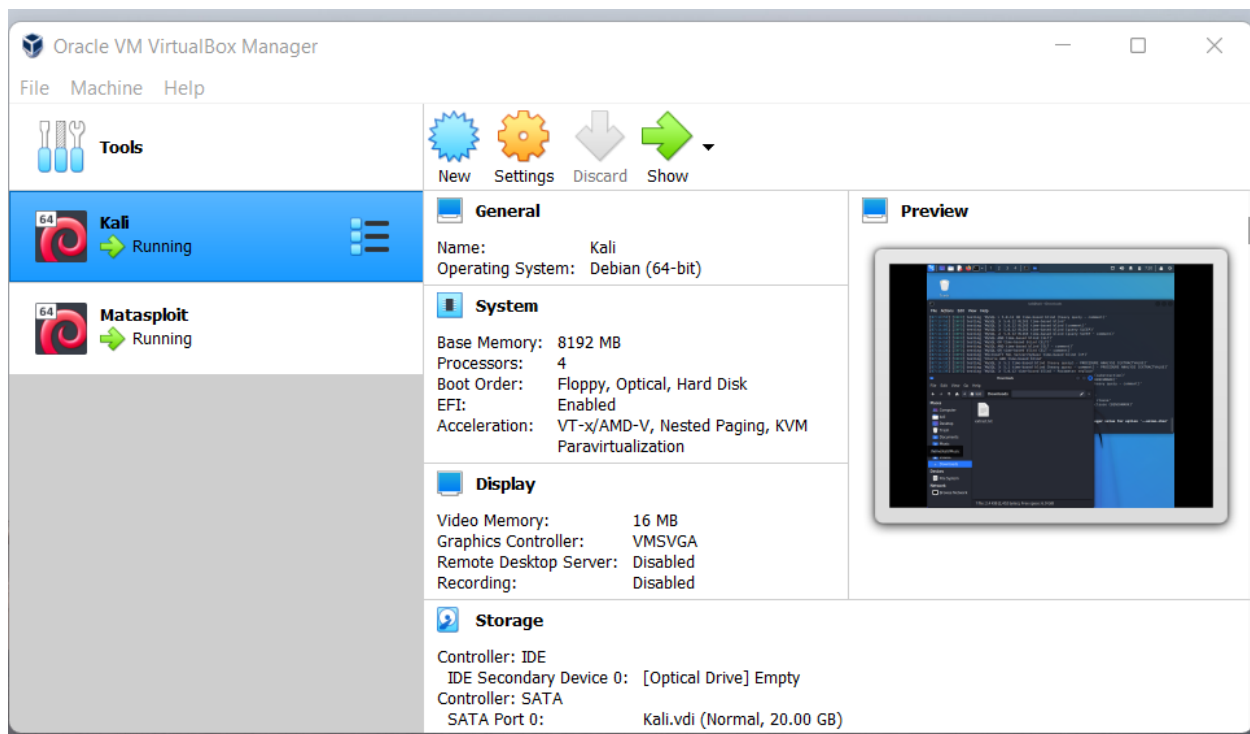 Oracle VM VirtualBox Manager
File Machine Help
Tools
New Settings Discard Show
64
Kali
Running
64
Matasploit
Running
General
Name: Kali
Operating System: Debian (64-bit)
System
Base Memory: 8192 MB
Processors: 4
Boot Order: Floppy, Optical, Hard Disk
EFI: Enabled
Acceleration: VT-x/AMD-V, Nested Paging, KVM
Paravirtualization
Display
Video Memory: 16 MB
Graphics Controller: VMSVGA
Remote Desktop Server: Disabled
Recording: Disabled
Storage
Controller: IDE
IDE Secondary Device 0: [Optical Drive] Empty
Controller: SATA
SATA Port 0: Kali.vdi (Normal, 20.00 GB)
Preview